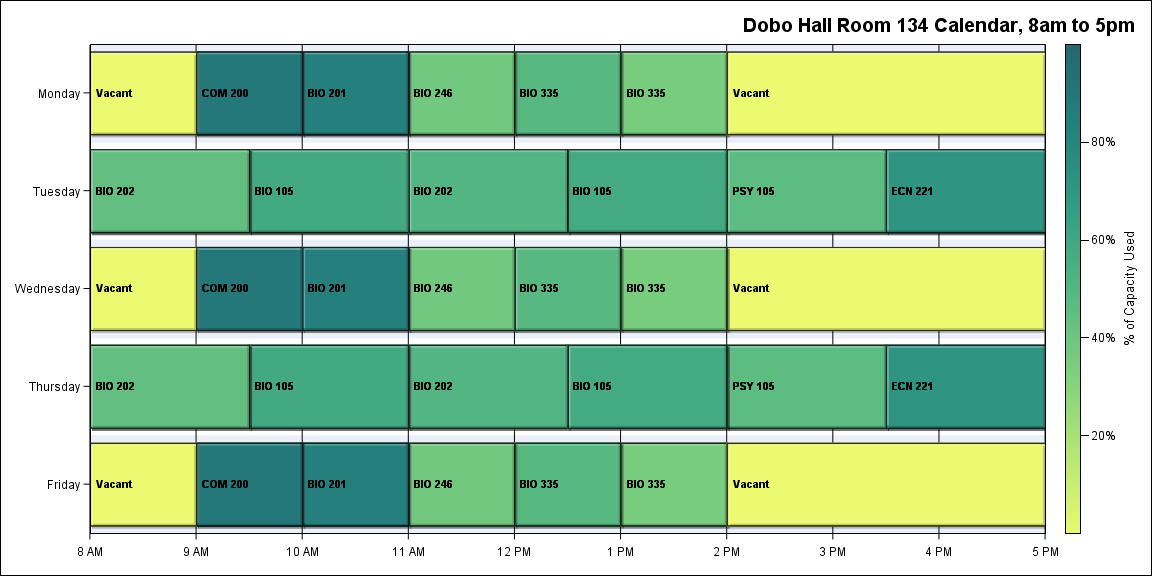 Dobo Hall Room 134 Calendar, 8am to 5pm
Monday
Vacant
COM 200
BIO 201
BIO 246
BIO 335
BIO 335
Vacant
Tuesday
BIO 202
BIO 105
BIO 202
BIO 105
PSY 105
ECN 221
Wednesday
Vacant
COM 200
BIO 201
BIO 246
BIO 335
BIO 335
Vacant
Thursday
BIO 202
BIO 105
BIO 202
BIO 105
PSY 105
ECN 221
Friday
Vacant
COM 200
BIO 201
BIO 246
BIO 335
BIO 335
Vacant
8 AM
9 AM
10 AM
11 AM
12 PM
1 PM
2 PM
3 PM
4 PM
5 PM
80%
60%
40%
20%
% of Capacity Used